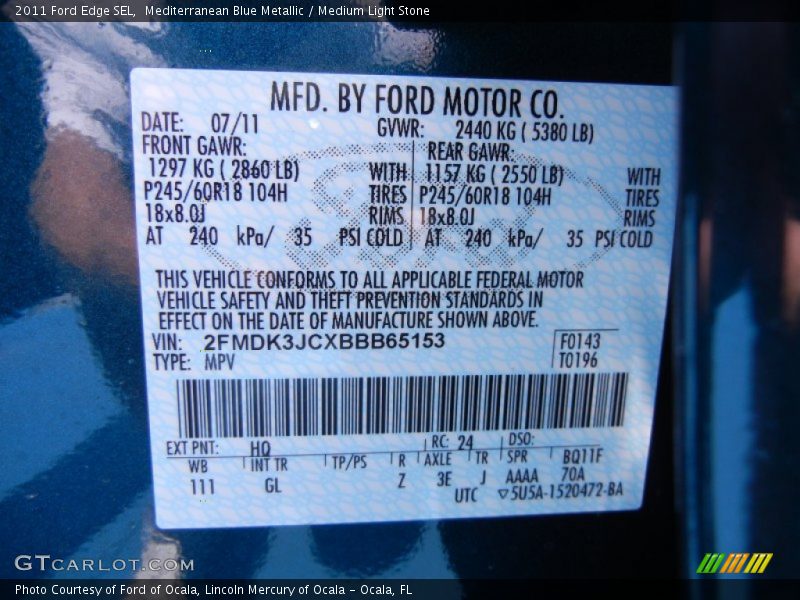 2011 Ford Edge SEL,  Mediterranean Blue Metallic / Medium Light Stone
MFD. BY FORD MOTOR CO.
DATE: 07/11 GVWR: 2440 KG ( 5380 LB)
FRONT GAWR: REAR GAWR:
1297 KG ( 2860 LB) WITH 1157 KG ( 2550 LB) WITH
P245/60R18 104H TIRES P245/60R18 104H TIRES
18x8.0J RIMS 18x8.0J RIMS
AT 240 kPa/ 35 PSI COLD AT 240 kPa/ 35 PSI COLD
THIS VEHICLE CONFORMS TO ALL APPLICABLE FEDERAL MOTOR
VEHICLE SAFETY AND THEFT PREVENTION STANDARDS IN
EFFECT ON THE DATE OF MANUFACTURE SHOWN ABOVE.
VIN: 2FMDK3JCXBBB65153 F0143
TYPE: MPV T0196
EXT PNT: HQ RC: 24 DSO:
WB INT TR TP/PS R AXLE TR SPR BQ11F
111 GL Z 3E J AAAA 70A
UTC ▽5U5A-1520472-BA
GTCARLOT.COM
Photo Courtesy of Ford of Ocala, Lincoln Mercury of Ocala - Ocala, FL